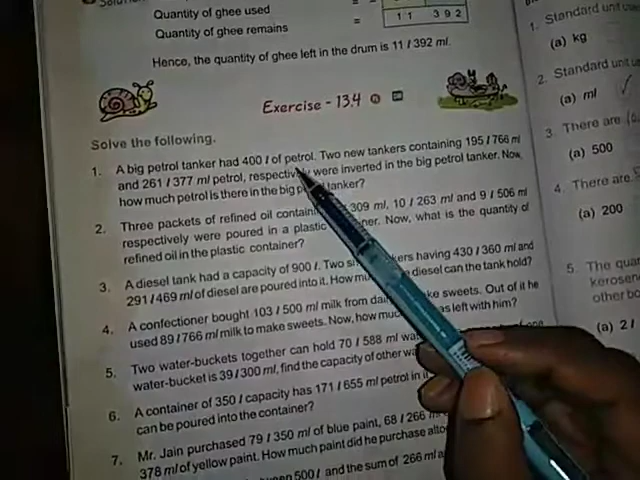 Quantity of ghee used =
Quantity of ghee remains =
11 392
Hence, the quantity of ghee left in the drum is 11 l 392 ml.
Exercise - 13.4
Solve the following.
1. A big petrol tanker had 400 l of petrol. Two new tankers containing 195 l 766 ml
and 261 l 377 ml petrol, respectively were inverted in the big petrol tanker. Now,
how much petrol is there in the big tanker?
2. Three packets of refined oil 309 ml, 10 l 263 ml and 9 l 506 ml
respectively were poured in a plastic Now, what is the quantity of
refined oil in the plastic container?
3. A diesel tank had a capacity of 900 l. Two having 430 l 360 ml and
291 l 469 ml of diesel are poured into it. diesel can the tank hold?
4. A confectioner bought 103 l 500 ml milk from sweets. Out of it he
used 89 l 766 ml milk to make sweets. Now, how left with him?
5. Two water-buckets together can hold 70 l 588 ml
water-bucket is 39 l 300 ml, find the capacity of other
6. A container of 350 l capacity has 171 l 655 ml petrol in
can be poured into the container?
7. Mr. Jain purchased 79 l 350 ml of blue paint, 68 l 266
378 ml of yellow paint. How much paint did he purchase
500 l and the sum of 266 ml
1. Standard unit
(a) kg
2. Standard unit
(a) ml
3. There are
(a) 500
4. There are
(a) 200
5. The
other
(a) 2 l